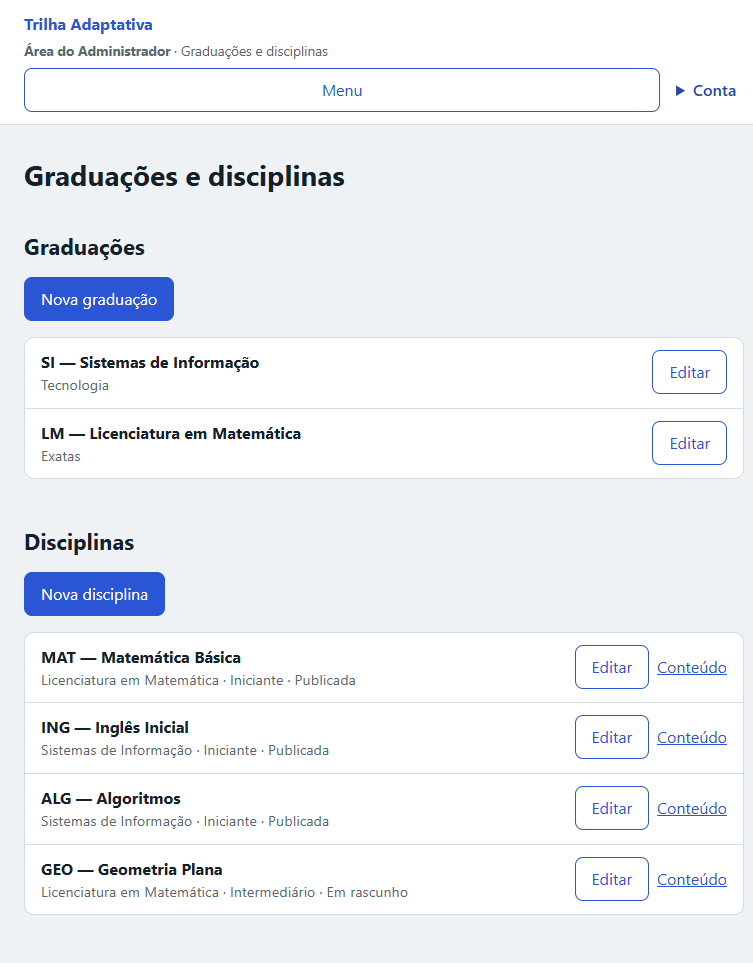 Trilha Adaptativa
Área do Administrador · Graduações e disciplinas
Menu
▶ Conta
Graduações e disciplinas
Graduações
Nova graduação
SI — Sistemas de Informação
Tecnologia
Editar
LM — Licenciatura em Matemática
Exatas
Editar
Disciplinas
Nova disciplina
MAT — Matemática Básica
Licenciatura em Matemática · Iniciante · Publicada
Editar
Conteúdo
ING — Inglês Inicial
Sistemas de Informação · Iniciante · Publicada
Editar
Conteúdo
ALG — Algoritmos
Sistemas de Informação · Iniciante · Publicada
Editar
Conteúdo
GEO — Geometria Plana
Licenciatura em Matemática · Intermediário · Em rascunho
Editar
Conteúdo